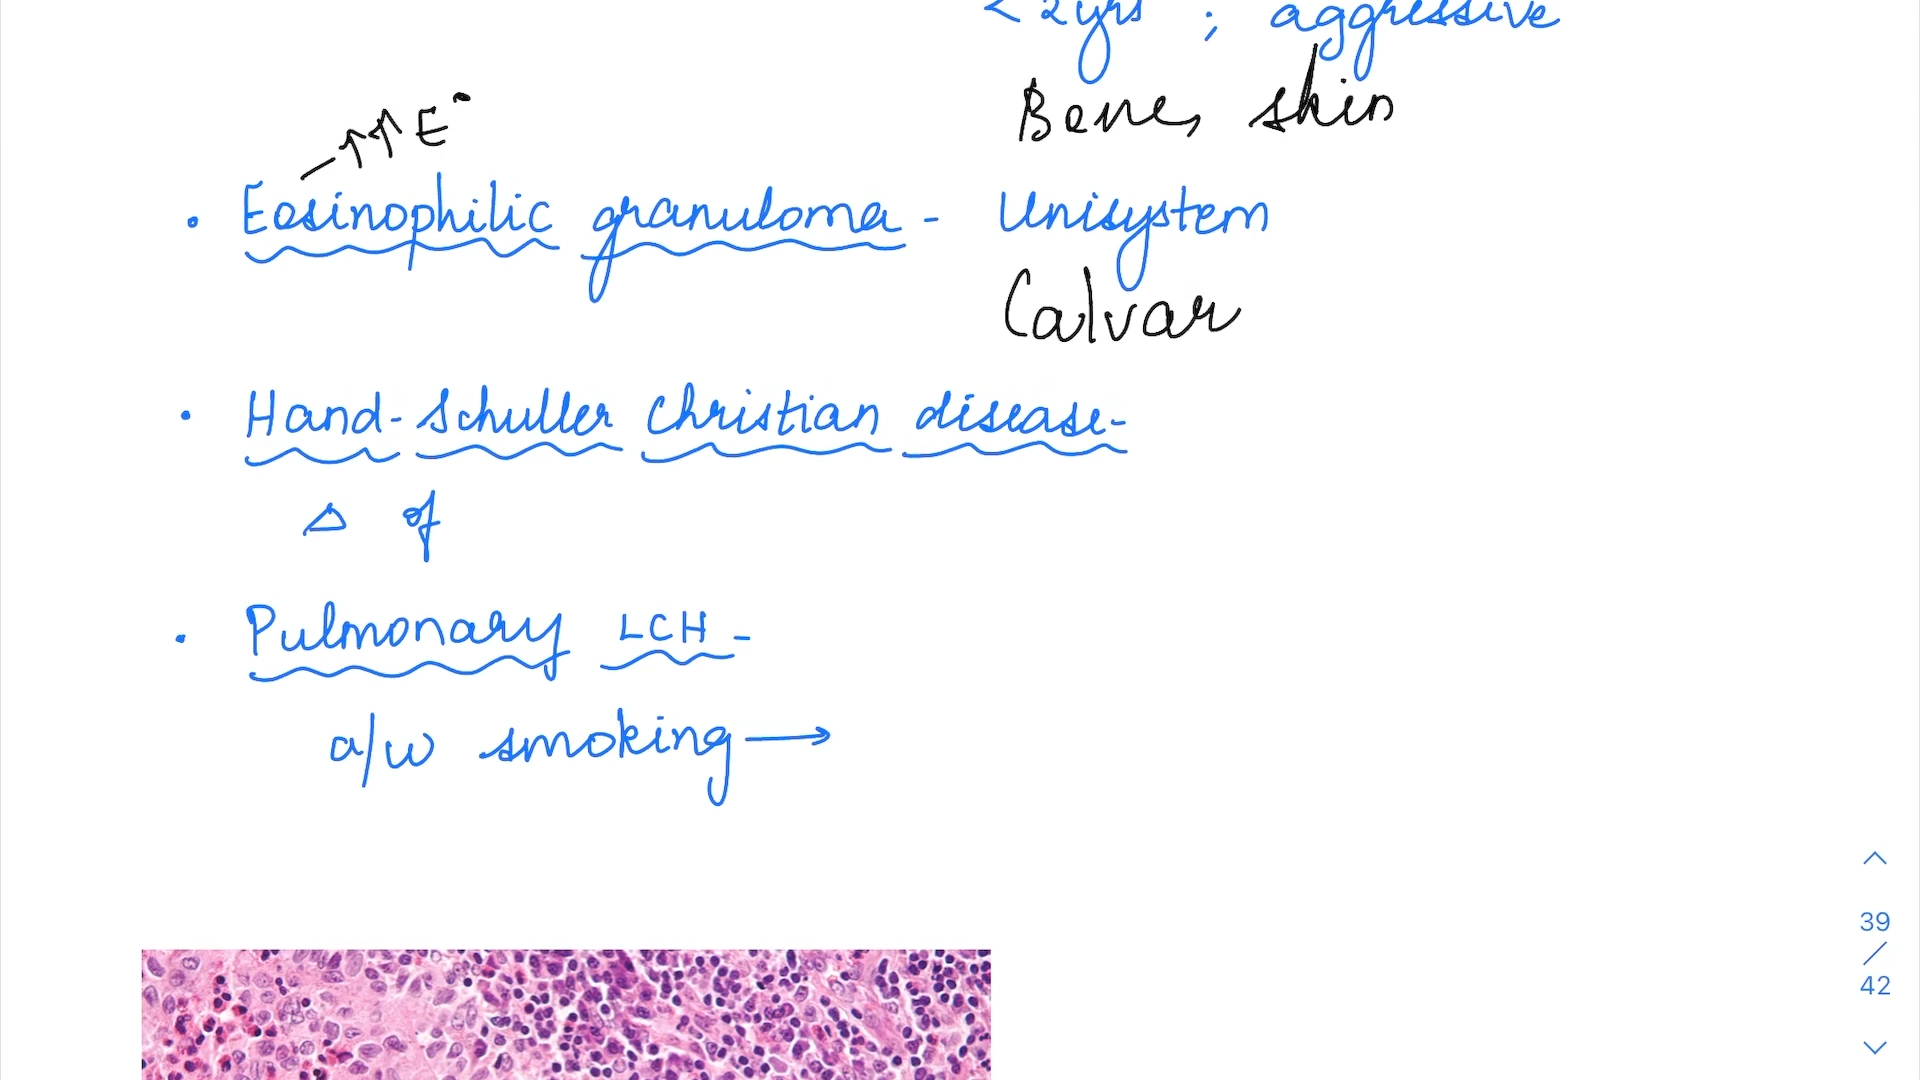 < 2yrs ; aggressive
Bone, skin
↑↑ E
• Eosinophilic granuloma - Unisystem
Calvar
• Hand-Schuller Christian disease-
Δ of
• Pulmonary LCH -
a/w smoking →
39
/
42